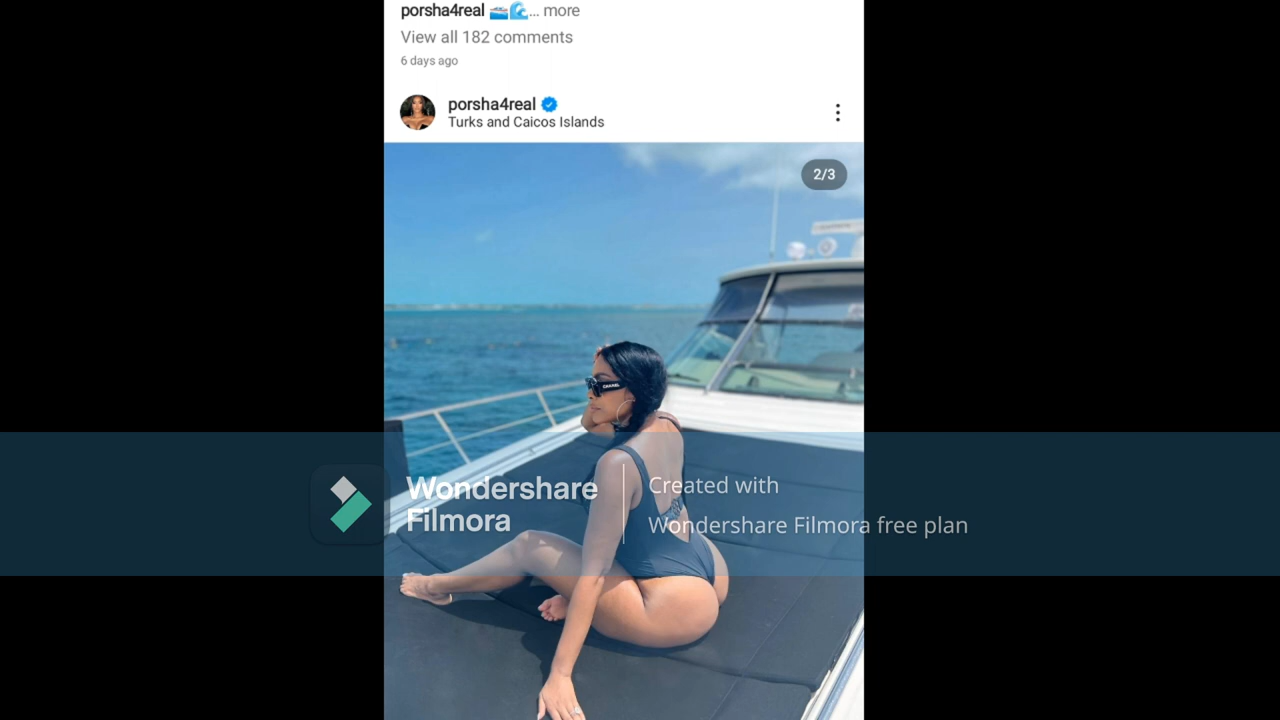 porsha4real 🚤🌊... more
View all 182 comments
6 days ago
porsha4real
Turks and Caicos Islands
2/3
CHANEL
Wondershare
Filmora
Created with
Wondershare Filmora free plan